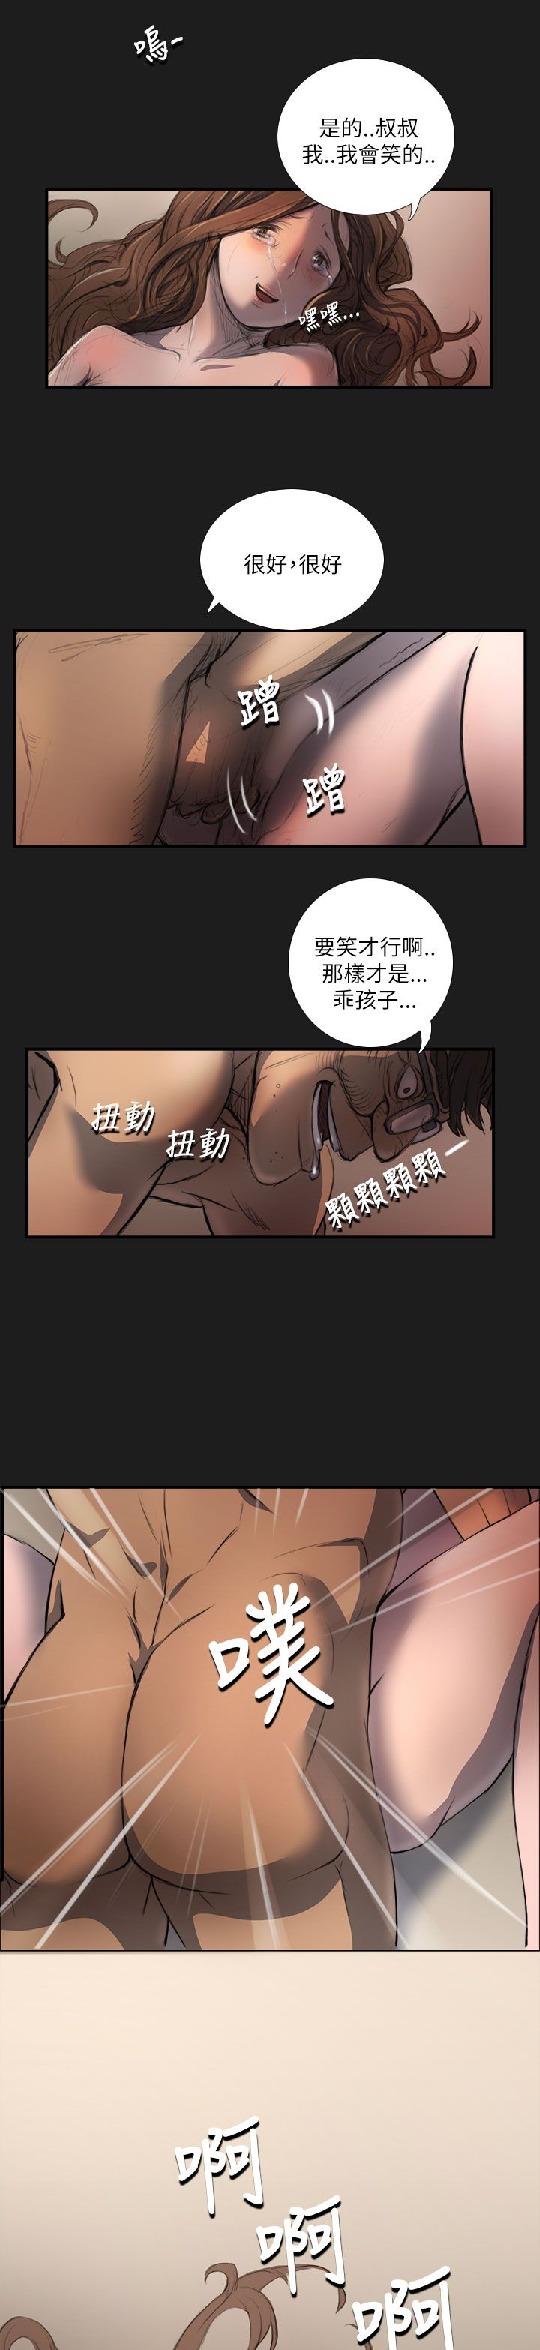 嗚~
是的..叔叔
我..我會笑的..
嘿嘿...
很好,很好
蹭
蹭
要笑才行啊..
那樣才是...
乖孩子...
扭動
扭動
顆顆顆顆一
噗
啊
啊
啊